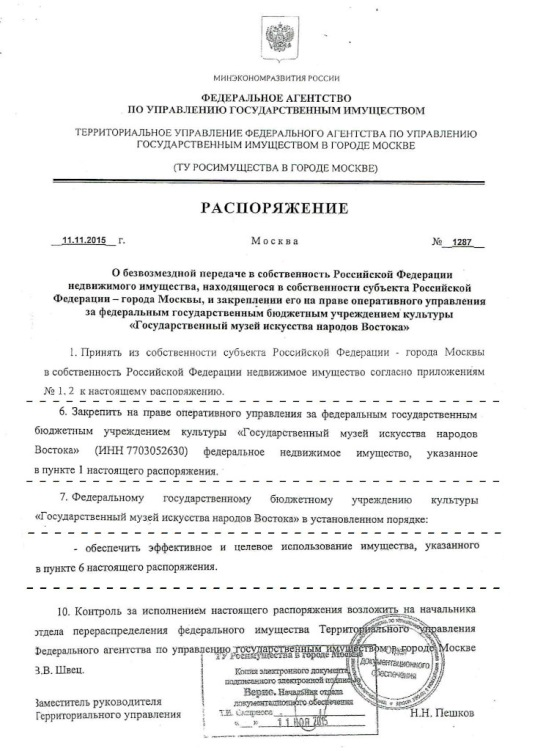 МИНЭКОНОМРАЗВИТИЯ РОССИИ
ФЕДЕРАЛЬНОЕ АГЕНТСТВО
ПО УПРАВЛЕНИЮ ГОСУДАРСТВЕННЫМ ИМУЩЕСТВОМ
ТЕРРИТОРИАЛЬНОЕ УПРАВЛЕНИЕ ФЕДЕРАЛЬНОГО АГЕНТСТВА ПО УПРАВЛЕНИЮ
ГОСУДАРСТВЕННЫМ ИМУЩЕСТВОМ В ГОРОДЕ МОСКВЕ
(ТУ РОСИМУЩЕСТВА В ГОРОДЕ МОСКВЕ)
РАСПОРЯЖЕНИЕ
11.11.2015 г. Москва № 1287
О безвозмездной передаче в собственность Российской Федерации
недвижимого имущества, находящегося в собственности субъекта Российской
Федерации – города Москвы, и закреплении его на праве оперативного управления
за федеральным государственным бюджетным учреждением культуры
«Государственный музей искусства народов Востока»
1. Принять из собственности субъекта Российской Федерации - города Москвы
в собственность Российской Федерации недвижимое имущество согласно приложениям
№ 1, 2 к настоящему распоряжению.
6. Закрепить на праве оперативного управления за федеральным государственным
бюджетным учреждением культуры «Государственный музей искусства народов
Востока» (ИНН 7703052630) федеральное недвижимое имущество, указанное
в пункте 1 настоящего распоряжения.
7. Федеральному государственному бюджетному учреждению культуры
«Государственный музей искусства народов Востока» в установленном порядке:
- обеспечить эффективное и целевое использование имущества, указанного
в пункте 6 настоящего распоряжения.
10. Контроль за исполнением настоящего распоряжения возложить на начальника
отдела перераспределения федерального имущества Территориального управления
Федерального агентства по управлению государственным имуществом в городе Москве
З.В. Швец.
ТУ Росимущества в городе Москве
Копия электронного документа,
подписанного электронной подписью
Верно. Начальник отдела
документационного обеспечения
11 НОЯ 2015
Отдел
документационного
обеспечения
Заместитель руководителя
Территориального управления
Н.Н. Пешков